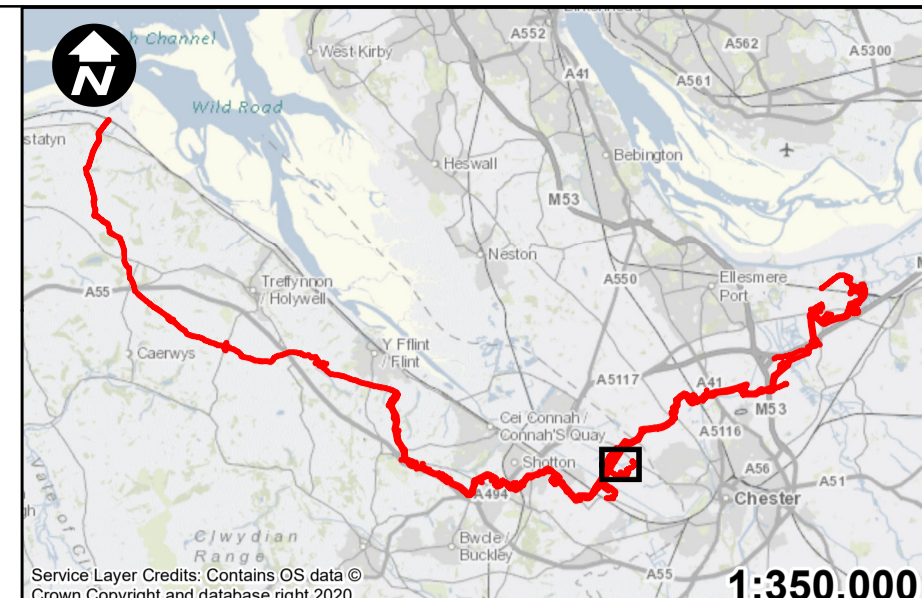 N
h Channel
Wild Road
West Kirby
A552
A562
A5300
A41
A561
statyn
Heswall
Bebington
M53
Neston
Treffynnon
/ Holywell
A55
A550
Ellesmere
Port
Y Fflint
/ Flint
Caerwys
A5117
A41
M53
Cei Connah /
Connah'S Quay
A5116
Shotton
A56
A51
A494
Chester
Clwydian
Range
Bwcle /
Buckley
A55
Service Layer Credits: Contains OS data ©
Crown Copyright and database right 2020
1:350,000